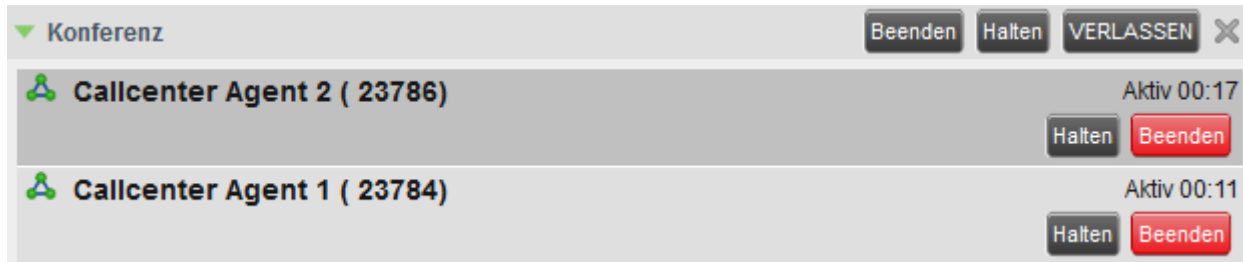 Konferenz Beenden Halten VERLASSEN
Callcenter Agent 2 ( 23786) Aktiv 00:17
Halten Beenden
Callcenter Agent 1 ( 23784) Aktiv 00:11
Halten Beenden